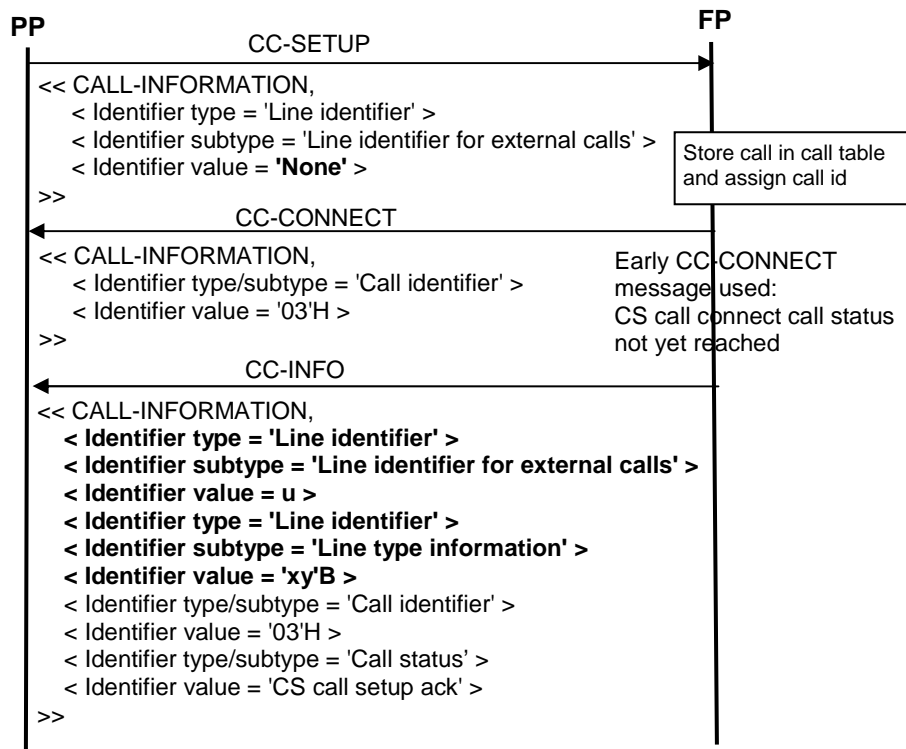 PP
FP
CC-SETUP
<< CALL-INFORMATION,
< Identifier type = 'Line identifier' >
< Identifier subtype = 'Line identifier for external calls' >
< Identifier value = 'None' >
>>
Store call in call table
and assign call id
CC-CONNECT
<< CALL-INFORMATION,
< Identifier type/subtype = 'Call identifier' >
< Identifier value = '03'H >
>>
Early CC-CONNECT
message used:
CS call connect call status
not yet reached
CC-INFO
<< CALL-INFORMATION,
< Identifier type = 'Line identifier' >
< Identifier subtype = 'Line identifier for external calls' >
< Identifier value = u >
< Identifier type = 'Line identifier' >
< Identifier subtype = 'Line type information' >
< Identifier value = 'xy'B >
< Identifier type/subtype = 'Call identifier' >
< Identifier value = '03'H >
< Identifier type/subtype = 'Call status’ >
< Identifier value = 'CS call setup ack' >
>>